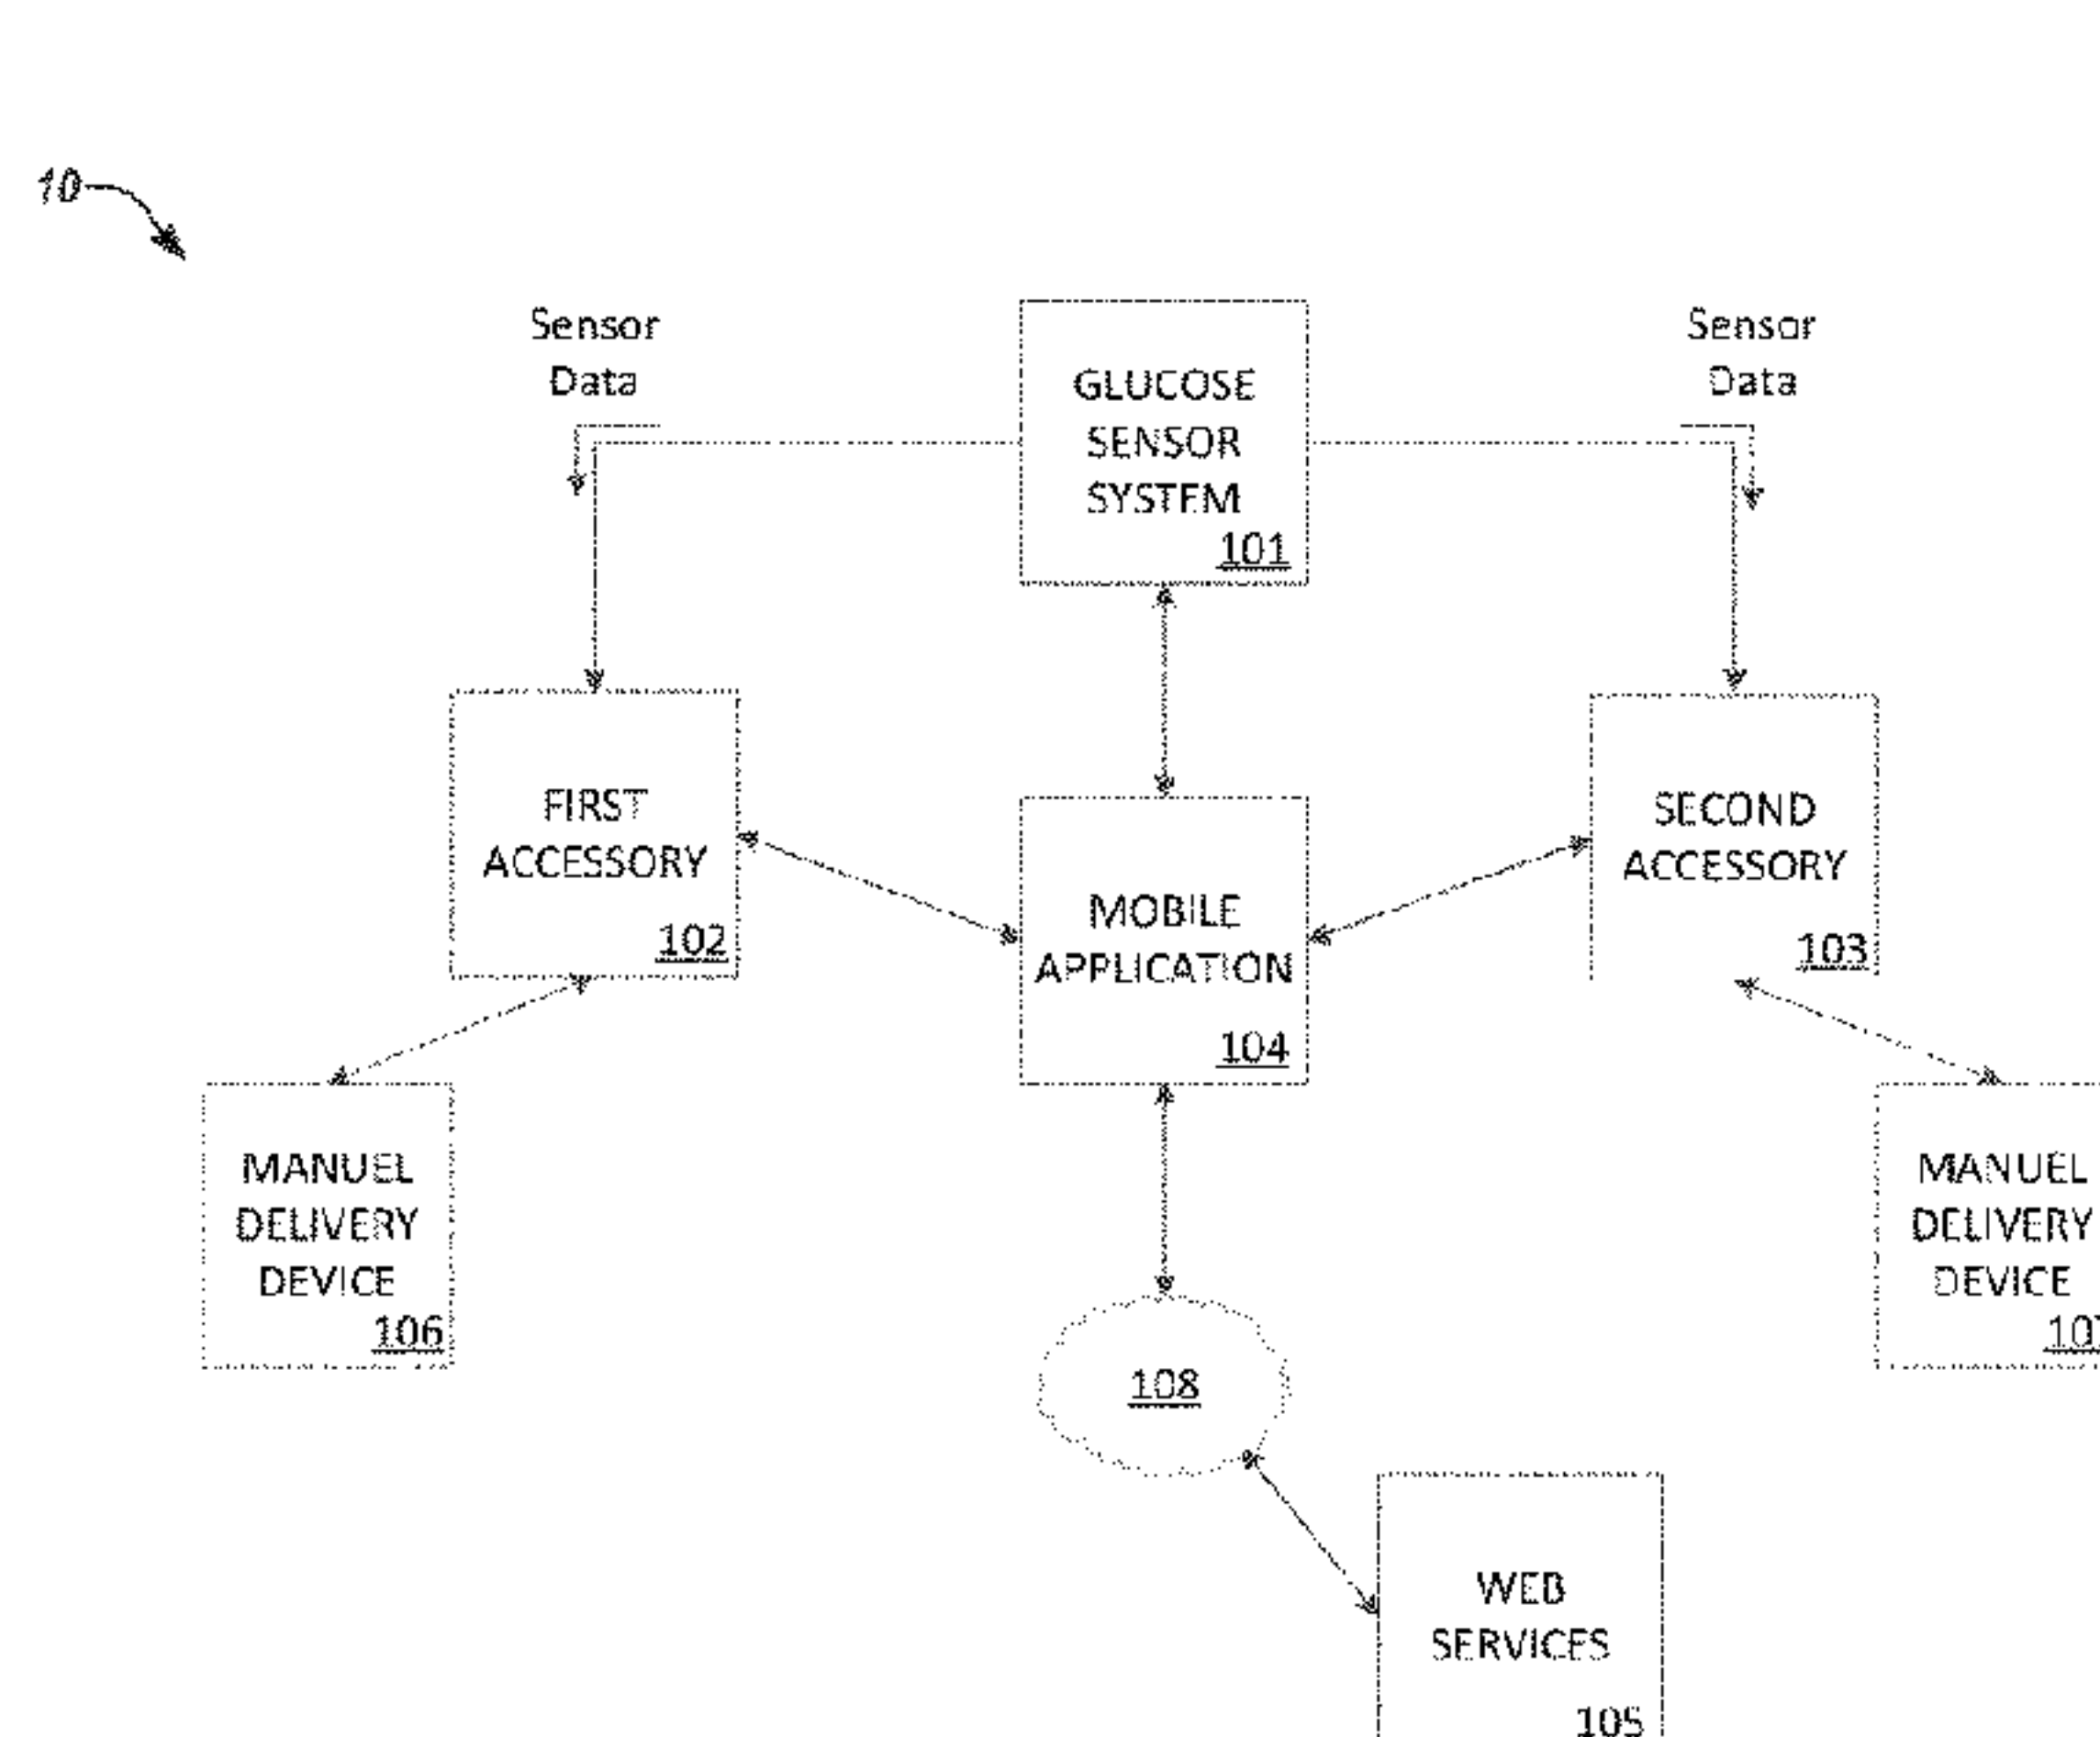 10
Sensor
Data
GLUCOSE
SENSOR
SYSTEM
101
Sensor
Data
FIRST
ACCESSORY
102
MOBILE
APPLICATION
104
SECOND
ACCESSORY
103
MANUEL
DELIVERY
DEVICE
106
MANUEL
DELIVERY
DEVICE
108
WEB
SERVICES
105